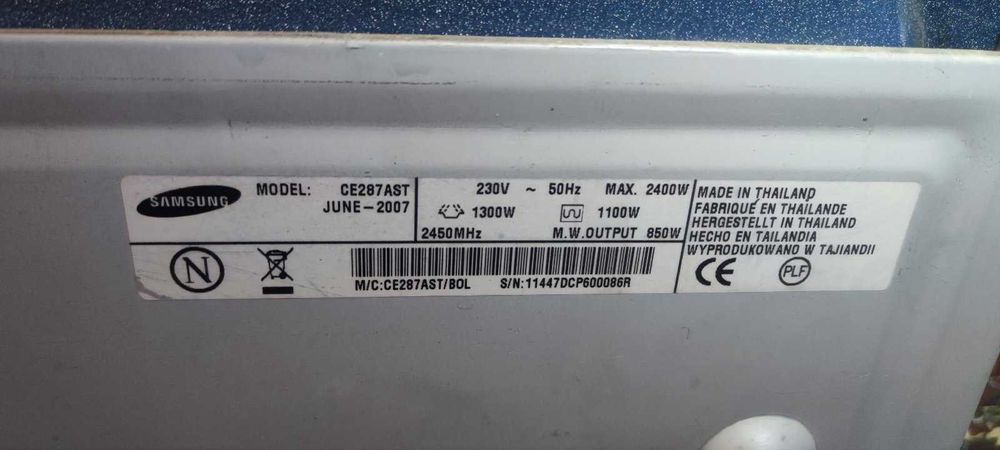 SAMSUNG
MODEL: CE287AST
JUNE-2007
230V ~ 50Hz MAX. 2400W
1300W 1100W
2450MHz M.W.OUTPUT 850W
MADE IN THAILAND
FABRIQUÉ EN THAILANDE
HERGESTELLT IN THAILAND
HECHO EN TAILANDIA
WYPRODUKOWANO W TAJIANDII
N
M/C:CE287AST/BOL S/N:11447DCP600086R
CE PLF